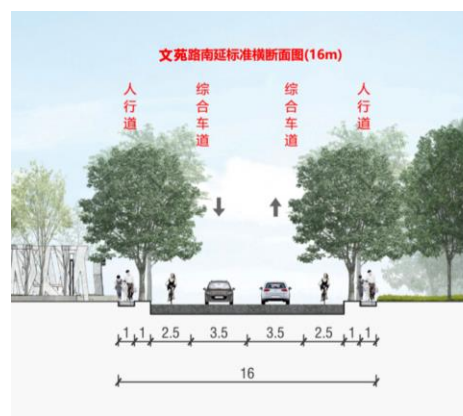 文苑路南延标准横断面图(16m)
人行道
综合车道
综合车道
人行道
1 1 2.5 3.5 3.5 2.5 1 1
16